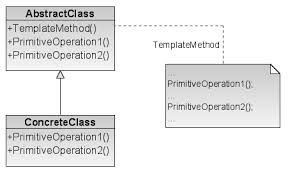 AbstractClass
+TemplateMethod()
+PrimitiveOperation1()
+PrimitiveOperation2()
TemplateMethod
...
PrimitiveOperation1();
...
PrimitiveOperation2();
...
ConcreteClass
+PrimitiveOperation1()
+PrimitiveOperation2()